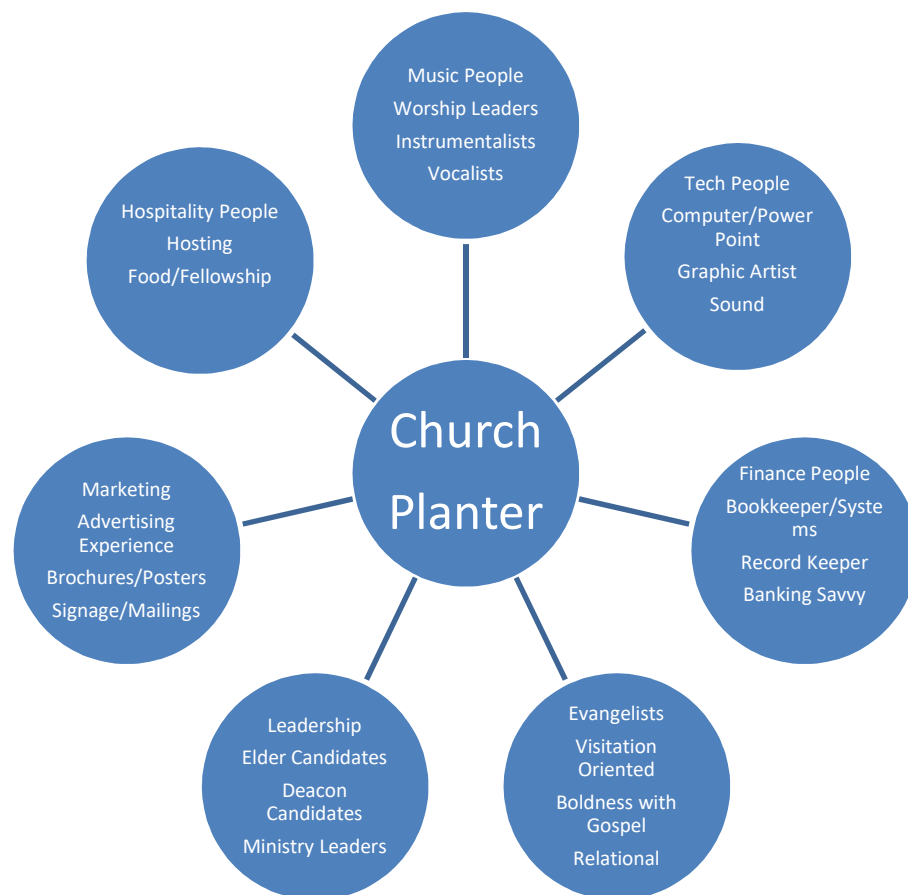 Music People
Worship Leaders
Instrumentalists
Vocalists
Tech People
Computer/Power
Point
Graphic Artist
Sound
Finance People
Bookkeeper/Syste
ms
Record Keeper
Banking Savvy
Evangelists
Visitation
Oriented
Boldness with
Gospel
Relational
Leadership
Elder Candidates
Deacon
Candidates
Ministry Leaders
Marketing
Advertising
Experience
Brochures/Posters
Signage/Mailings
Hospitality People
Hosting
Food/Fellowship
Church
Planter